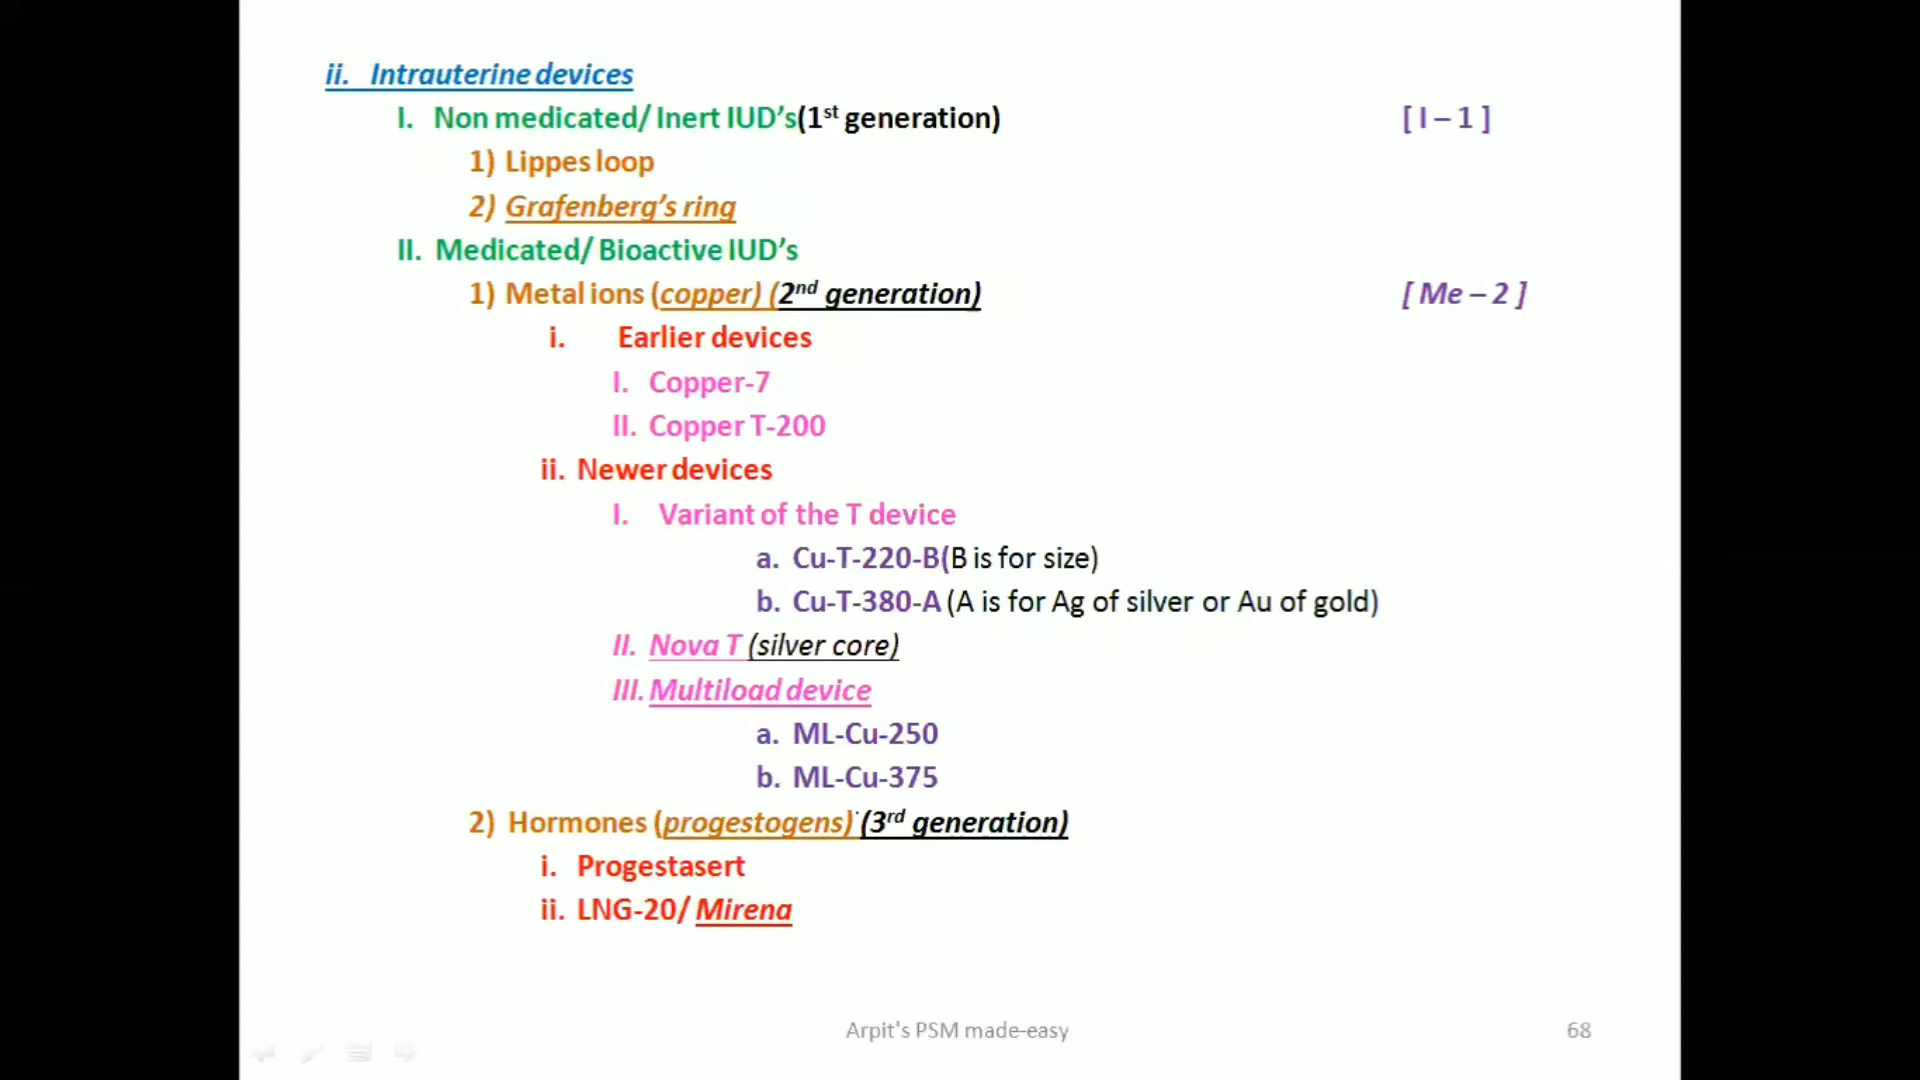 ii. Intrauterine devices
I. Non medicated/ Inert IUD's(1st generation) [ I – 1 ]
1) Lippes loop
2) Grafenberg's ring
II. Medicated/ Bioactive IUD's
1) Metal ions (copper) (2nd generation) [ Me – 2 ]
i. Earlier devices
I. Copper-7
II. Copper T-200
ii. Newer devices
I. Variant of the T device
a. Cu-T-220-B(B is for size)
b. Cu-T-380-A (A is for Ag of silver or Au of gold)
II. Nova T (silver core)
III. Multiload device
a. ML-Cu-250
b. ML-Cu-375
2) Hormones (progestogens) (3rd generation)
i. Progestasert
ii. LNG-20/ Mirena
Arpit's PSM made-easy 68